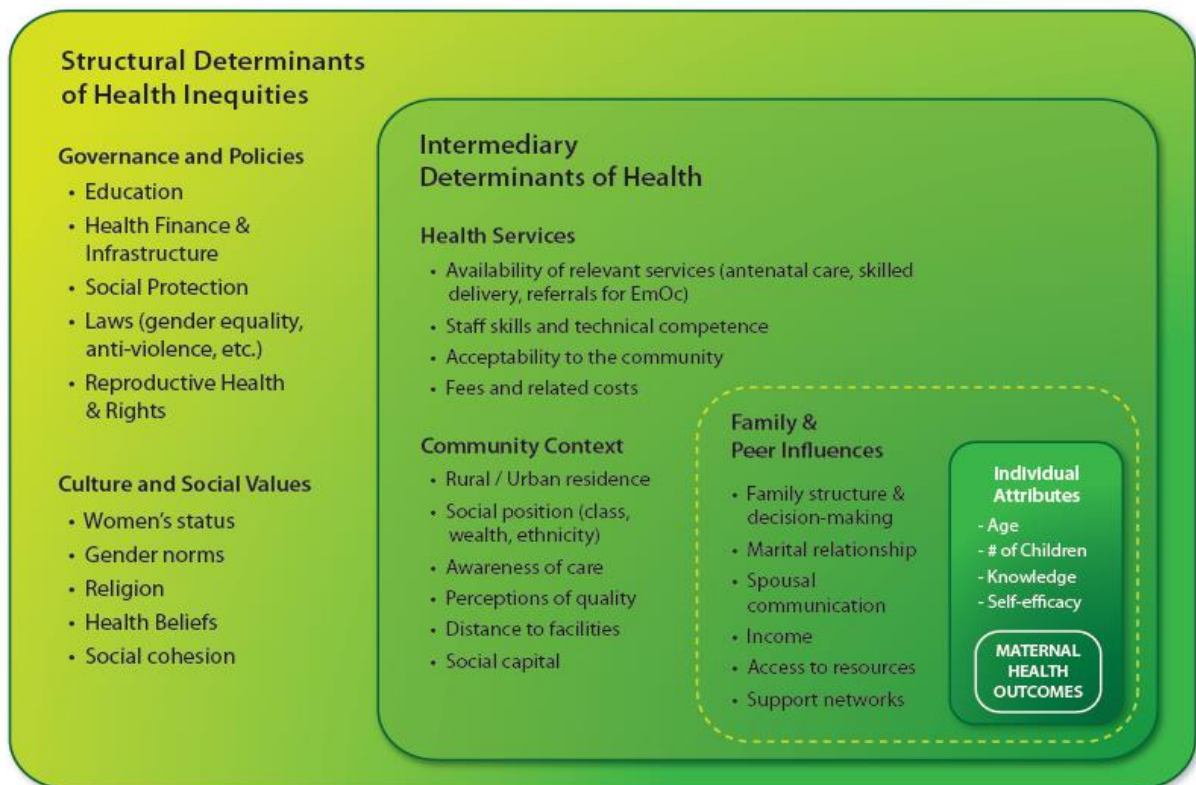 Structural Determinants
of Health Inequities
Governance and Policies
• Education
• Health Finance &
Infrastructure
• Social Protection
• Laws (gender equality,
anti-violence, etc.)
• Reproductive Health
& Rights
Culture and Social Values
• Women's status
• Gender norms
• Religion
• Health Beliefs
• Social cohesion
Intermediary
Determinants of Health
Health Services
• Availability of relevant services (antenatal care, skilled
delivery, referrals for EmOc)
• Staff skills and technical competence
• Acceptability to the community
• Fees and related costs
Community Context
• Rural / Urban residence
• Social position (class,
wealth, ethnicity)
• Awareness of care
• Perceptions of quality
• Distance to facilities
• Social capital
Family &
Peer Influences
• Family structure &
decision-making
• Marital relationship
• Spousal
communication
• Income
• Access to resources
• Support networks
Individual
Attributes
- Age
- # of Children
- Knowledge
- Self-efficacy
MATERNAL
HEALTH
OUTCOMES